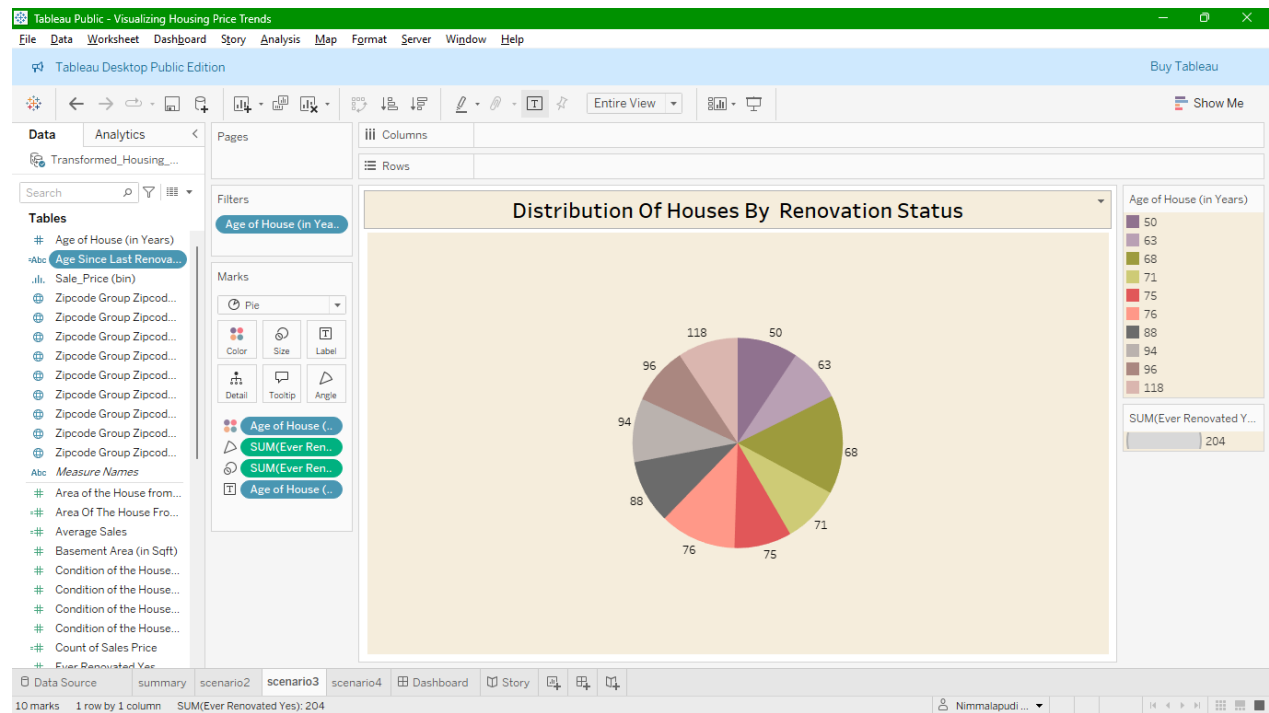 Tableau Public - Visualizing Housing Price Trends
File Data Worksheet Dashboard Story Analysis Map Format Server Window Help
Tableau Desktop Public Edition
Buy Tableau
Entire View
Show Me
Data Analytics
Transformed_Housing_...
Search
Tables
# Age of House (in Years)
=Abc Age Since Last Renova...
Sale_Price (bin)
Zipcode Group Zipcod...
Zipcode Group Zipcod...
Zipcode Group Zipcod...
Zipcode Group Zipcod...
Zipcode Group Zipcod...
Zipcode Group Zipcod...
Zipcode Group Zipcod...
Zipcode Group Zipcod...
Zipcode Group Zipcod...
Abc Measure Names
# Area of the House from...
=# Area Of The House Fro...
=# Average Sales
# Basement Area (in Sqft)
# Condition of the House...
# Condition of the House...
# Condition of the House...
# Condition of the House...
=# Count of Sales Price
# Ever Renovated Yes
Pages
Filters
Age of House (in Yea..
Marks
Pie
Color Size Label
Detail Tooltip Angle
Age of House (..
SUM(Ever Ren..
SUM(Ever Ren..
Age of House (..
Columns
Rows
Distribution Of Houses By Renovation Status
118
50
96
63
94
68
88
71
76
75
Age of House (in Years)
50
63
68
71
75
76
88
94
96
118
SUM(Ever Renovated Y...
204
Data Source summary scenario2 scenario3 scenario4 Dashboard Story
10 marks 1 row by 1 column SUM(Ever Renovated Yes): 204
Nimmalapudi ...